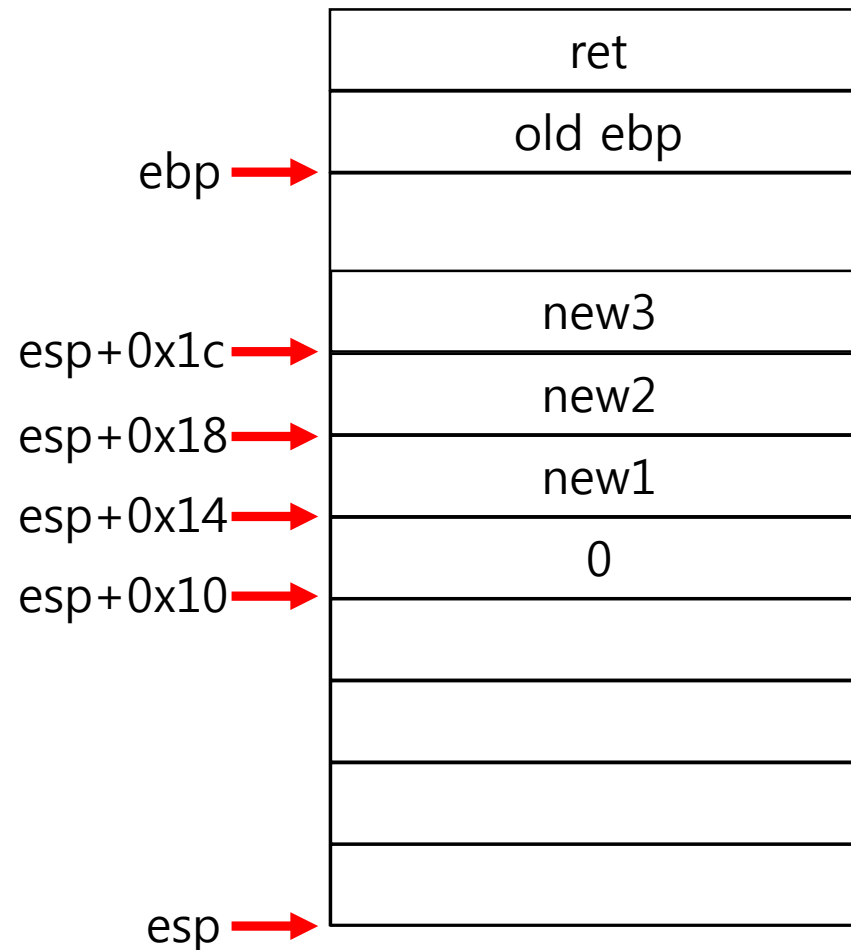 ret
old ebp
ebp
new3
esp+0x1c
new2
esp+0x18
new1
esp+0x14
0
esp+0x10
esp